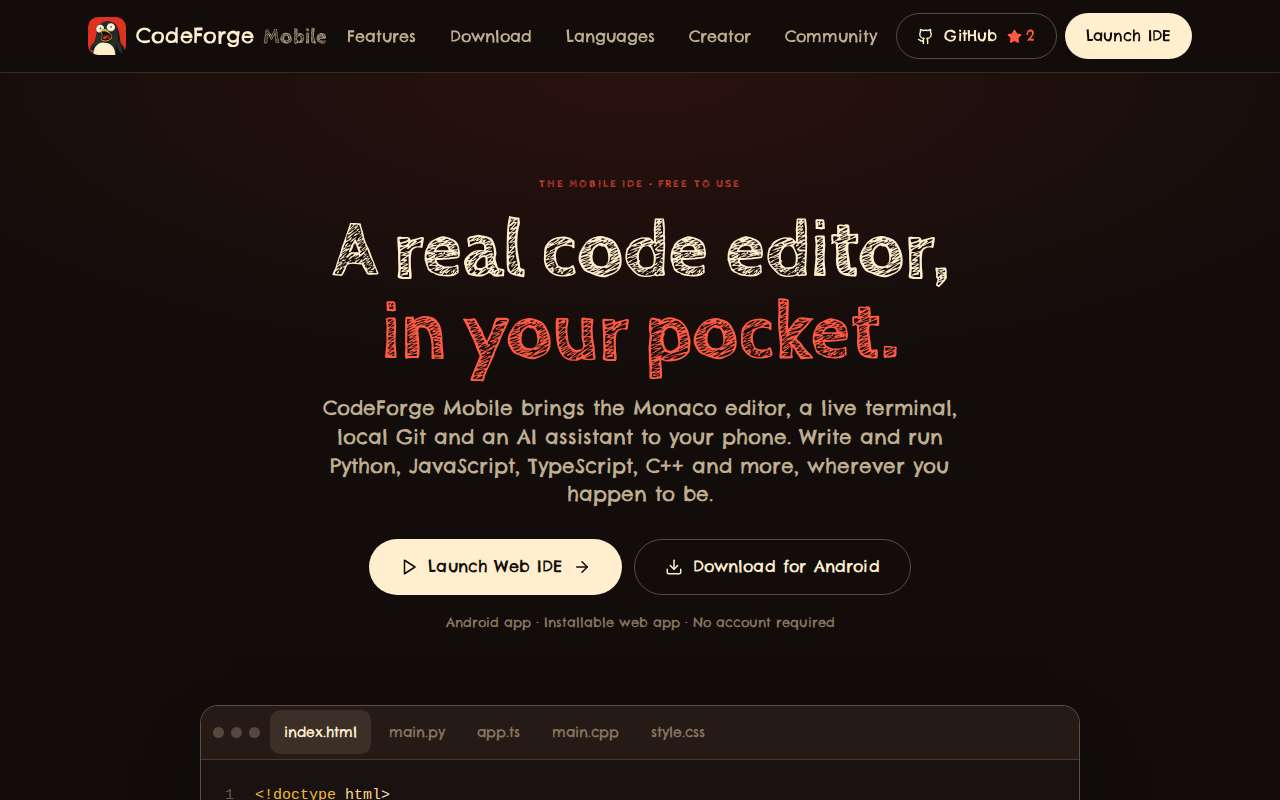 CodeForge Mobile Features Download Languages Creator Community GitHub 2 Launch IDE
THE MOBILE IDE · FREE TO USE
A real code editor,
in your pocket.
CodeForge Mobile brings the Monaco editor, a live terminal,
local Git and an AI assistant to your phone. Write and run
Python, JavaScript, TypeScript, C++ and more, wherever you
happen to be.
Launch Web IDE Download for Android
Android app · Installable web app · No account required
index.html main.py app.ts main.cpp style.css
1 <!doctype html>